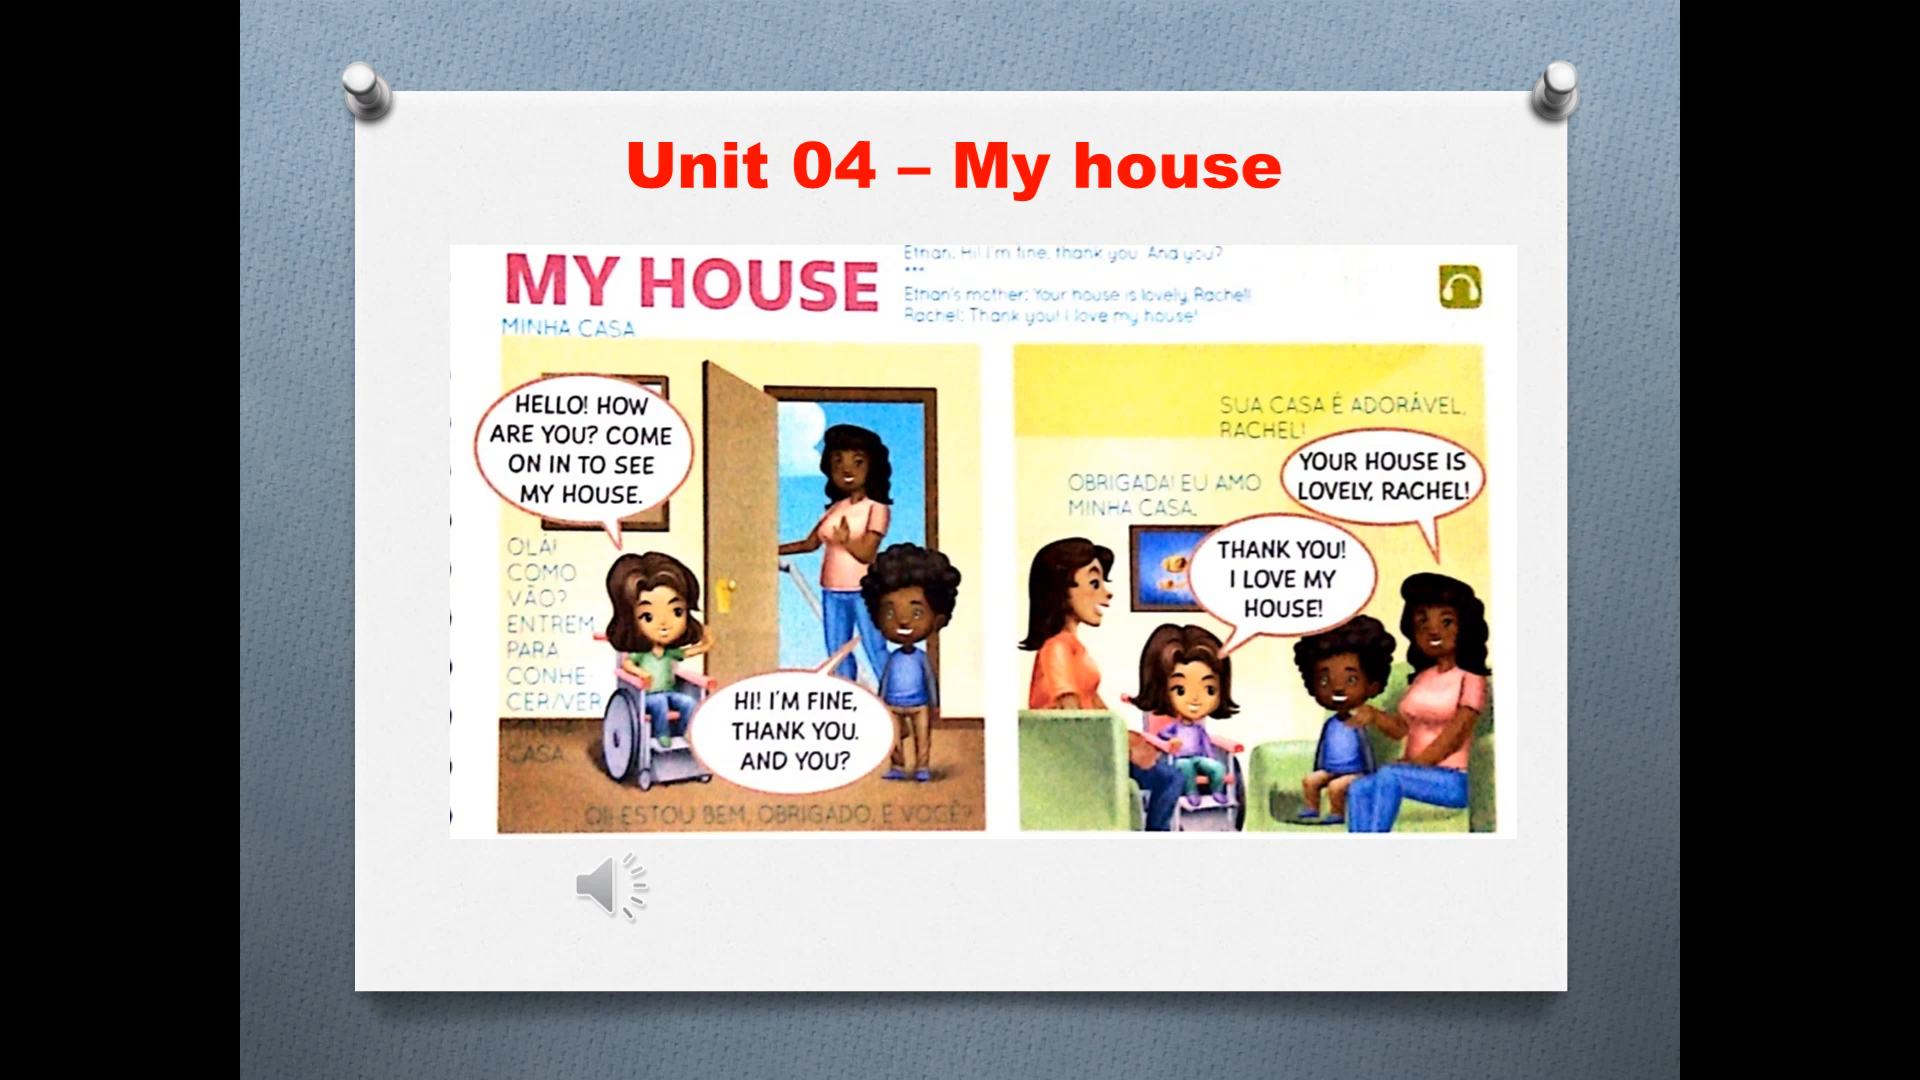 Unit 04 – My house
MY HOUSE
MINHA CASA
Ethan: Hi! I'm fine, thank you. And you?
***
Ethan's mother: Your house is lovely, Rachel!
Rachel: Thank you! I love my house!
HELLO! HOW
ARE YOU? COME
ON IN TO SEE
MY HOUSE.
OLÁ!
COMO
VÃO?
ENTREM
PARA
CONHE-
CER/VER
MINHA
CASA.
HI! I'M FINE,
THANK YOU.
AND YOU?
OI! ESTOU BEM, OBRIGADO. E VOCÊ?
SUA CASA É ADORÁVEL,
RACHEL!
YOUR HOUSE IS
LOVELY, RACHEL!
OBRIGADA! EU AMO
MINHA CASA.
THANK YOU!
I LOVE MY
HOUSE!